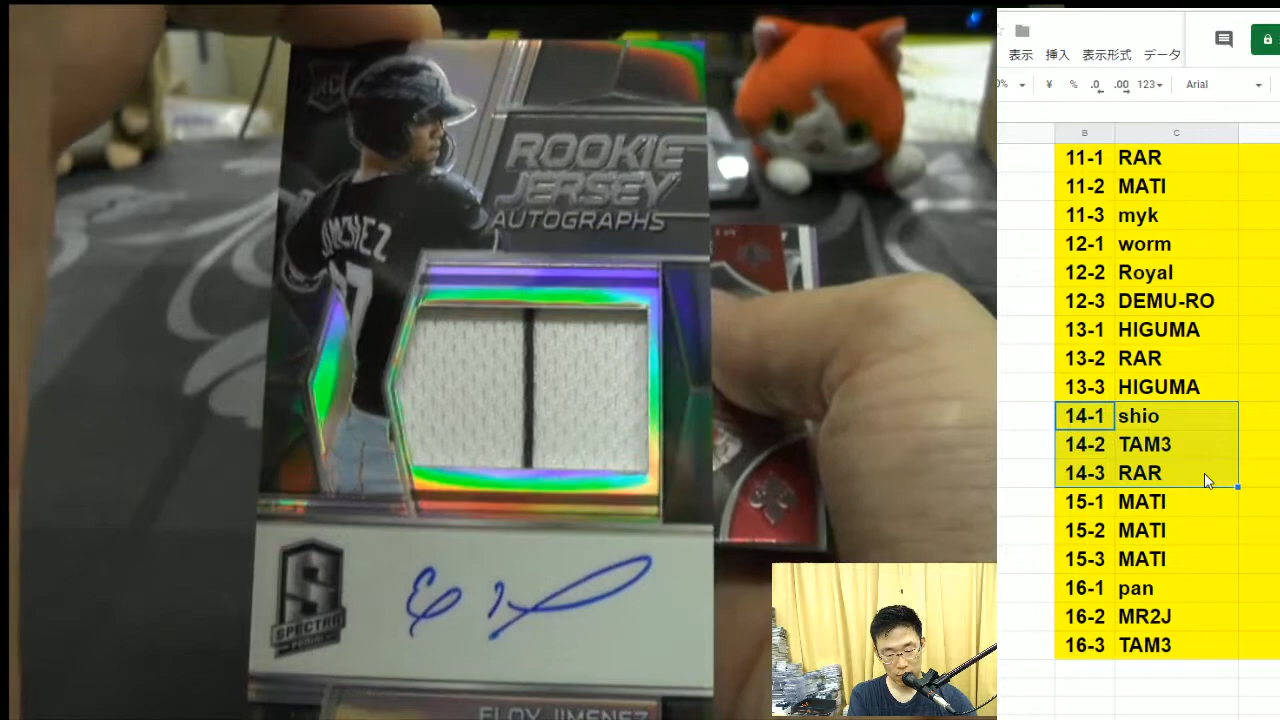 RC
ROOKIE
JERSEY
AUTOGRAPHS
JIMENEZ
SPECTRA
PANINI
ELOY JIMENEZ
表示 挿入 表示形式 データ
% ¥ % .0 .00 123 Arial
B C
11-1 RAR
11-2 MATI
11-3 myk
12-1 worm
12-2 Royal
12-3 DEMU-RO
13-1 HIGUMA
13-2 RAR
13-3 HIGUMA
14-1 shio
14-2 TAM3
14-3 RAR
15-1 MATI
15-2 MATI
15-3 MATI
16-1 pan
16-2 MR2J
16-3 TAM3